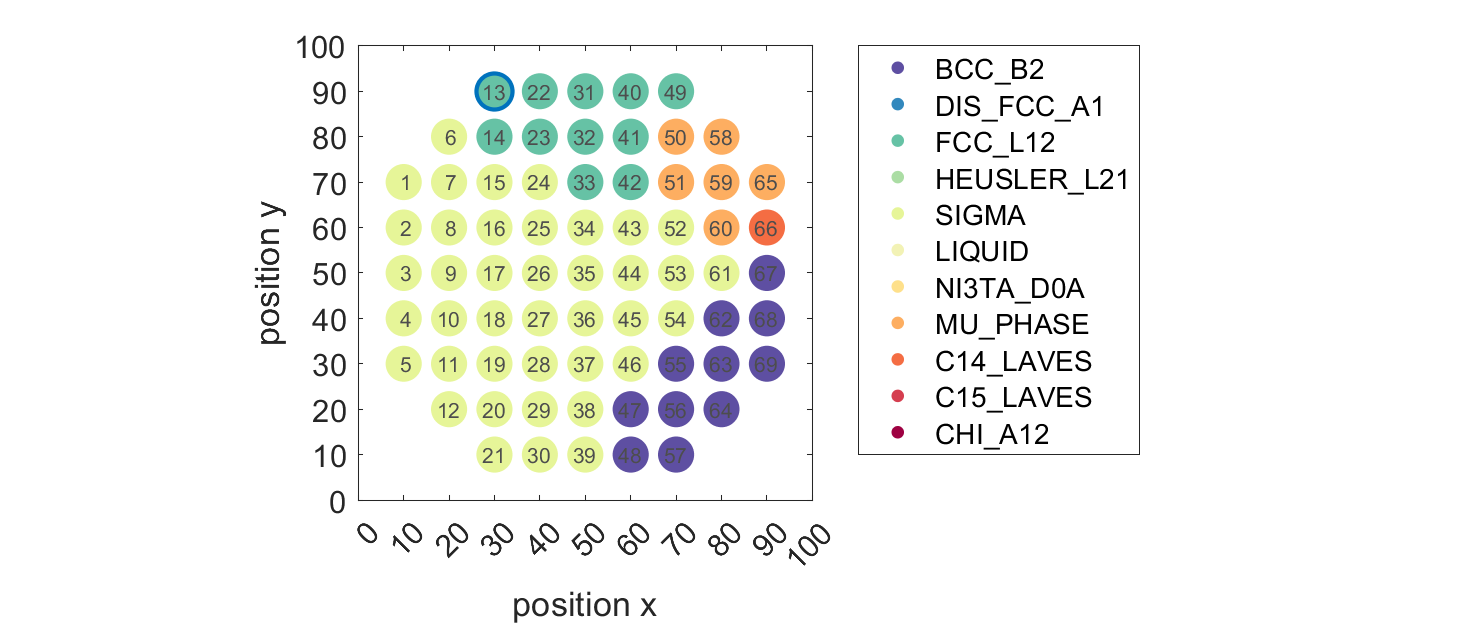 100
90 13 22 31 40 49
80 6 14 23 32 41 50 58
70 1 7 15 24 33 42 51 59 65
60 2 8 16 25 34 43 52 60 66
50 3 9 17 26 35 44 53 61 67
40 4 10 18 27 36 45 54 62 68
30 5 11 19 28 37 46 55 63 69
20 12 20 29 38 47 56 64
10 21 30 39 48 57
0
0 10 20 30 40 50 60 70 80 90 100
position x
position y
BCC_B2
DIS_FCC_A1
FCC_L12
HEUSLER_L21
SIGMA
LIQUID
NI3TA_D0A
MU_PHASE
C14_LAVES
C15_LAVES
CHI_A12